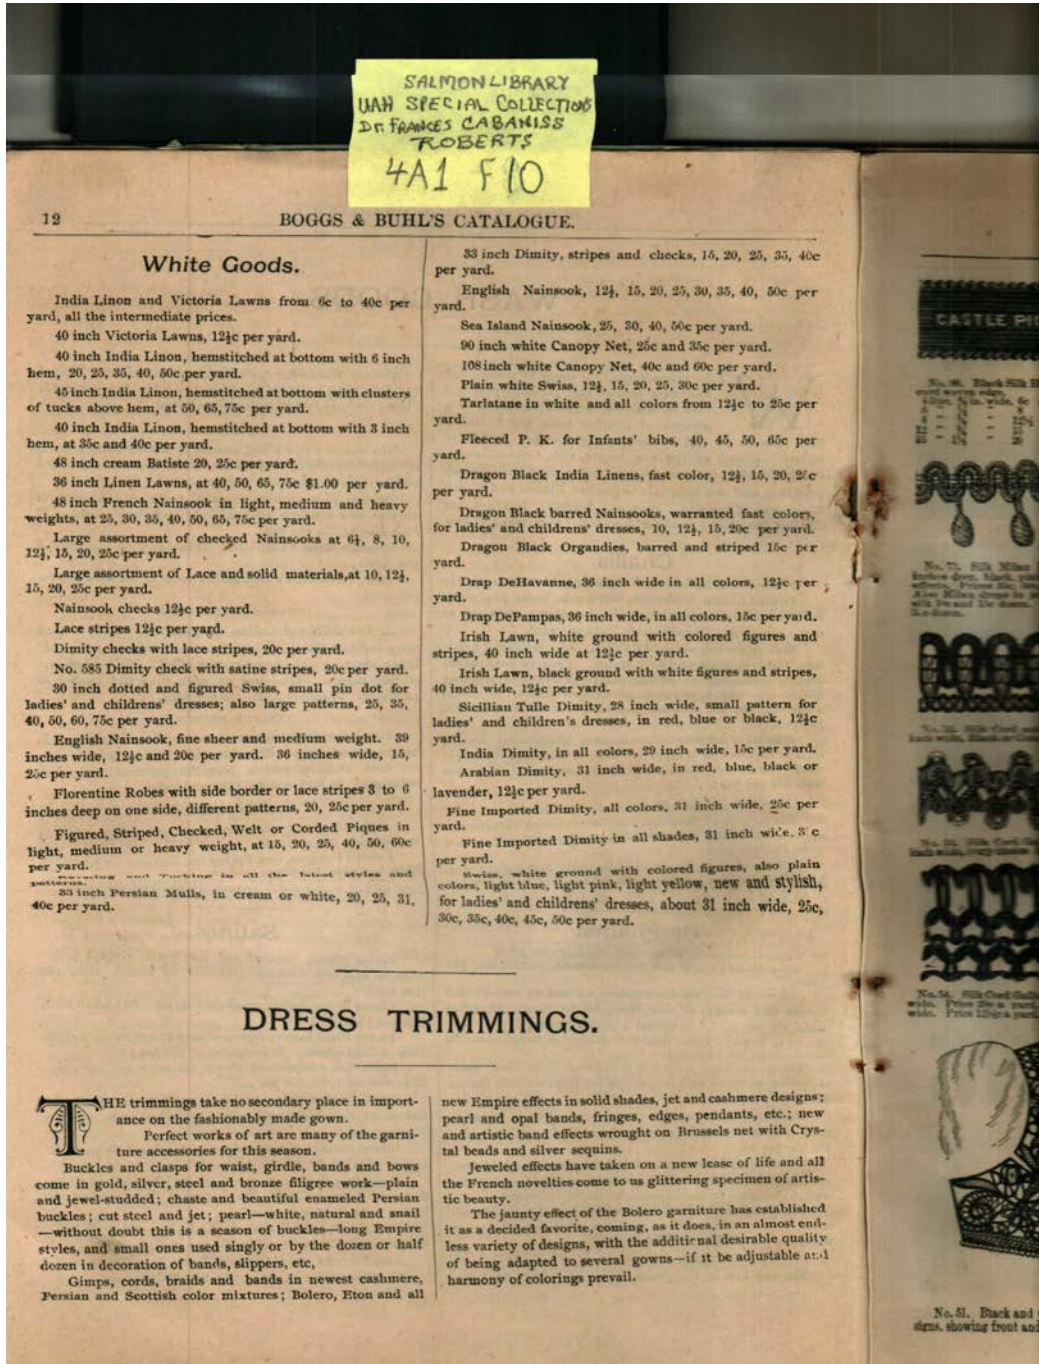 SALMON LIBRARY
UAH SPECIAL COLLECTIONS
Dr. FRANCES CABANISS
ROBERTS
4A1 F10
12
BOGGS & BUHL'S CATALOGUE.
White Goods.
India Linon and Victoria Lawns from 6c to 40c per
yard, all the intermediate prices.
40 inch Victoria Lawns, 12½c per yard.
40 inch India Linon, hemstitched at bottom with 6 inch
hem, 20, 25, 35, 40, 50c per yard.
45 inch India Linon, hemstitched at bottom with clusters
of tucks above hem, at 50, 65, 75c per yard.
40 inch India Linon, hemstitched at bottom with 3 inch
hem, at 35c and 40c per yard.
48 inch cream Batiste 20, 25c per yard.
36 inch Linen Lawns, at 40, 50, 65, 75c $1.00 per yard.
48 inch French Nainsook in light, medium and heavy
weights, at 25, 30, 35, 40, 50, 65, 75c per yard.
Large assortment of checked Nainsooks at 6¼, 8, 10,
12½, 15, 20, 25c per yard.
Large assortment of Lace and solid materials, at 10, 12½,
15, 20, 25c per yard.
Nainsook checks 12½c per yard.
Lace stripes 12½c per yard.
Dimity checks with lace stripes, 20c per yard.
No. 585 Dimity check with satine stripes, 20c per yard.
30 inch dotted and figured Swiss, small pin dot for
ladies' and childrens' dresses; also large patterns, 25, 35,
40, 50, 60, 75c per yard.
English Nainsook, fine sheer and medium weight. 39
inches wide, 12½c and 20c per yard. 36 inches wide, 15,
25c per yard.
Florentine Robes with side border or lace stripes 3 to 6
inches deep on one side, different patterns, 20, 25c per yard.
Figured, Striped, Checked, Welt or Corded Piques in
light, medium or heavy weight, at 15, 20, 25, 40, 50, 60c
per yard.
and Tucking in all the latest styles and
patterns.
33 inch Persian Mulls, in cream or white, 20, 25, 31,
40c per yard.
33 inch Dimity, stripes and checks, 15, 20, 25, 35, 40c
per yard.
English Nainsook, 12½, 15, 20, 25, 30, 35, 40, 50c per
yard.
Sea Island Nainsook, 25, 30, 40, 50c per yard.
90 inch white Canopy Net, 25c and 35c per yard.
108 inch white Canopy Net, 40c and 60c per yard.
Plain white Swiss, 12½, 15, 20, 25, 30c per yard.
Tarlatane in white and all colors from 12½c to 25c per
yard.
Fleeced P. K. for Infants' bibs, 40, 45, 50, 65c per
yard.
Dragon Black India Linens, fast color, 12½, 15, 20,
per yard.
Dragon Black barred Nainsooks, warranted fast colors,
for ladies' and childrens' dresses, 10, 12½, 15, 20c per yard.
Dragon Black Organdies, barred and striped 15c per
yard.
Drap DeHavanne, 36 inch wide in all colors, 12½c per
yard.
Drap DePampas, 36 inch wide, in all colors, 15c per yard.
Irish Lawn, white ground with colored figures and
stripes, 40 inch wide at 12½c per yard.
Irish Lawn, black ground with white figures and stripes,
40 inch wide, 12½c per yard.
Sicillian Tulle Dimity, 28 inch wide, small pattern for
ladies' and children's dresses, in red, blue or black, 12½c
yard.
India Dimity, in all colors, 29 inch wide, 15c per yard.
Arabian Dimity, 31 inch wide, in red, blue, black or
lavender, 12½c per yard.
Fine Imported Dimity, all colors, 31 inch wide, 25c per
yard.
Fine Imported Dimity in all shades, 31 inch wide,
per yard.
Swiss, white ground with colored figures, also plain
colors, light blue, light pink, light yellow, new and stylish,
for ladies' and childrens' dresses, about 31 inch wide, 25c,
30c, 35c, 40c, 45c, 50c per yard.
DRESS TRIMMINGS.
THE trimmings take no secondary place in import-
ance on the fashionably made gown.
Perfect works of art are many of the garni-
ture accessories for this season.
Buckles and clasps for waist, girdle, bands and bows
come in gold, silver, steel and bronze filigree work—plain
and jewel-studded; chaste and beautiful enameled Persian
buckles; cut steel and jet; pearl—white, natural and snail
—without doubt this is a season of buckles—long Empire
styles, and small ones used singly or by the dozen or half
dozen in decoration of bands, slippers, etc,
Gimps, cords, braids and bands in newest cashmere,
Persian and Scottish color mixtures; Bolero, Eton and all
new Empire effects in solid shades, jet and cashmere designs;
pearl and opal bands, fringes, edges, pendants, etc.; new
and artistic band effects wrought on Brussels net with Crys-
tal beads and silver sequins.
Jeweled effects have taken on a new lease of life and all
the French novelties come to us glittering specimen of artis-
tic beauty.
The jaunty effect of the Bolero garniture has established
it as a decided favorite, coming, as it does, in an almost end-
less variety of designs, with the additional desirable quality
of being adapted to several gowns—if it be adjustable and
harmony of colorings prevail.
CASTLE
No. 51. Black and
signs, showing front and